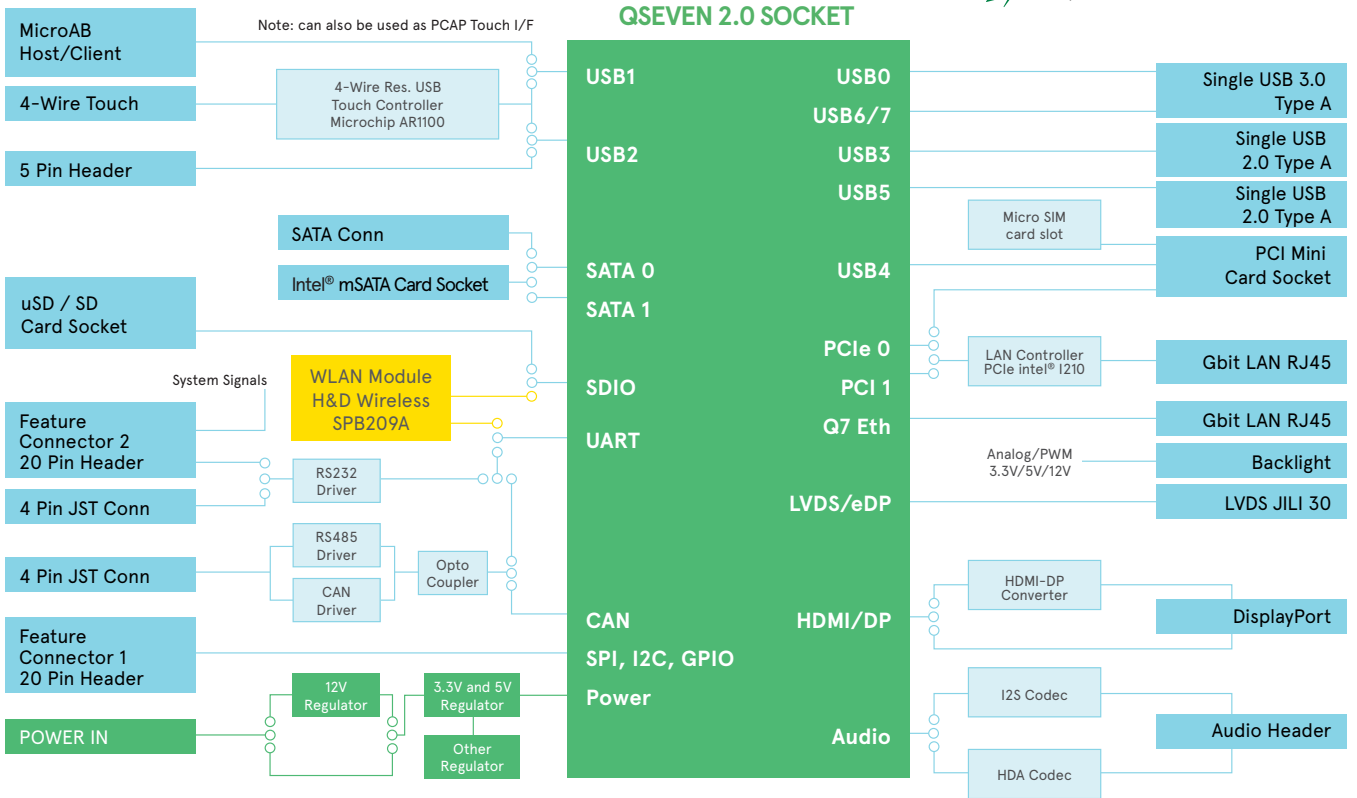 QSEVEN 2.0 SOCKET
MicroAB
Host/Client
Note: can also be used as PCAP Touch I/F
4-Wire Touch
4-Wire Res. USB
Touch Controller
Microchip AR1100
5 Pin Header
SATA Conn
Intel® mSATA Card Socket
uSD / SD
Card Socket
System Signals
WLAN Module
H&D Wireless
SPB209A
Feature
Connector 2
20 Pin Header
RS232
Driver
4 Pin JST Conn
RS485
Driver
4 Pin JST Conn
CAN
Driver
Opto
Coupler
Feature
Connector 1
20 Pin Header
12V
Regulator
3.3V and 5V
Regulator
POWER IN
Other
Regulator
USB1
USB2
SATA 0
SATA 1
SDIO
UART
CAN
SPI, I2C, GPIO
Power
USB0
USB6/7
USB3
USB5
USB4
PCIe 0
PCI 1
Q7 Eth
LVDS/eDP
HDMI/DP
Audio
Single USB 3.0
Type A
Single USB
2.0 Type A
Single USB
2.0 Type A
Micro SIM
card slot
PCI Mini
Card Socket
LAN Controller
PCIe intel® I210
Gbit LAN RJ45
Gbit LAN RJ45
Analog/PWM
3.3V/5V/12V
Backlight
LVDS JILI 30
HDMI-DP
Converter
DisplayPort
I2S Codec
Audio Header
HDA Codec